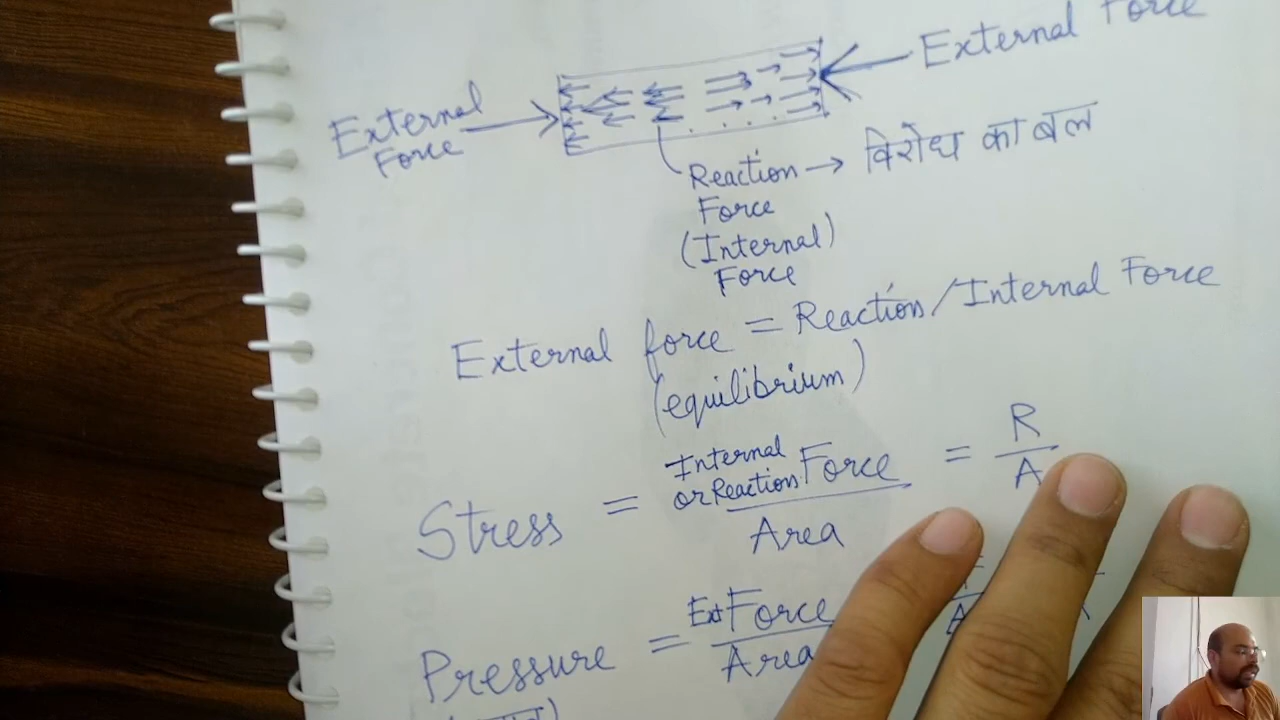 External Force
External
Force
Reaction → विरोध का बल
Force
(Internal)
Force
External force = Reaction/Internal Force
(equilibrium)
Stress = Internal or Reaction Force / Area = R / A
Pressure = Ext Force / Area